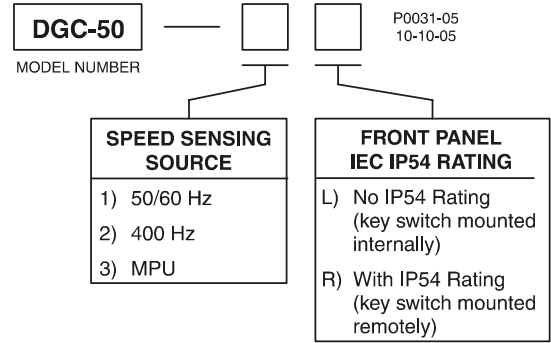 DGC-50
P0031-05
10-10-05
MODEL NUMBER
SPEED SENSING
SOURCE
1) 50/60 Hz
2) 400 Hz
3) MPU
FRONT PANEL
IEC IP54 RATING
L) No IP54 Rating
(key switch mounted
internally)
R) With IP54 Rating
(key switch mounted
remotely)